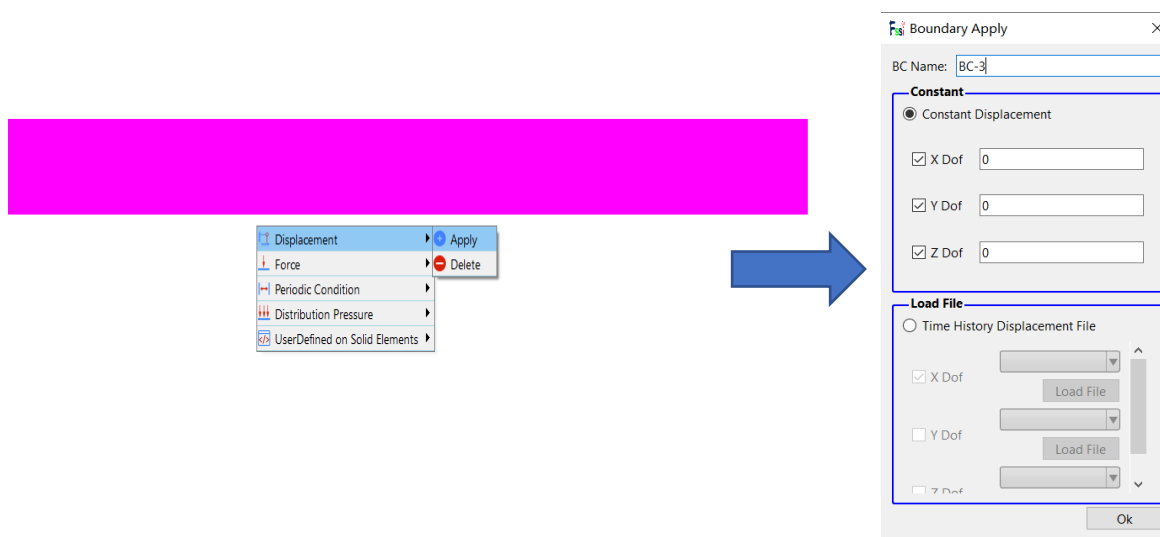 Displacement
Force
Periodic Condition
Distribution Pressure
UserDefined on Solid Elements
Apply
Delete
Fssi Boundary Apply
BC Name: BC-3
Constant
Constant Displacement
X Dof 0
Y Dof 0
Z Dof 0
Load File
Time History Displacement File
X Dof
Load File
Y Dof
Load File
Z Dof
Ok